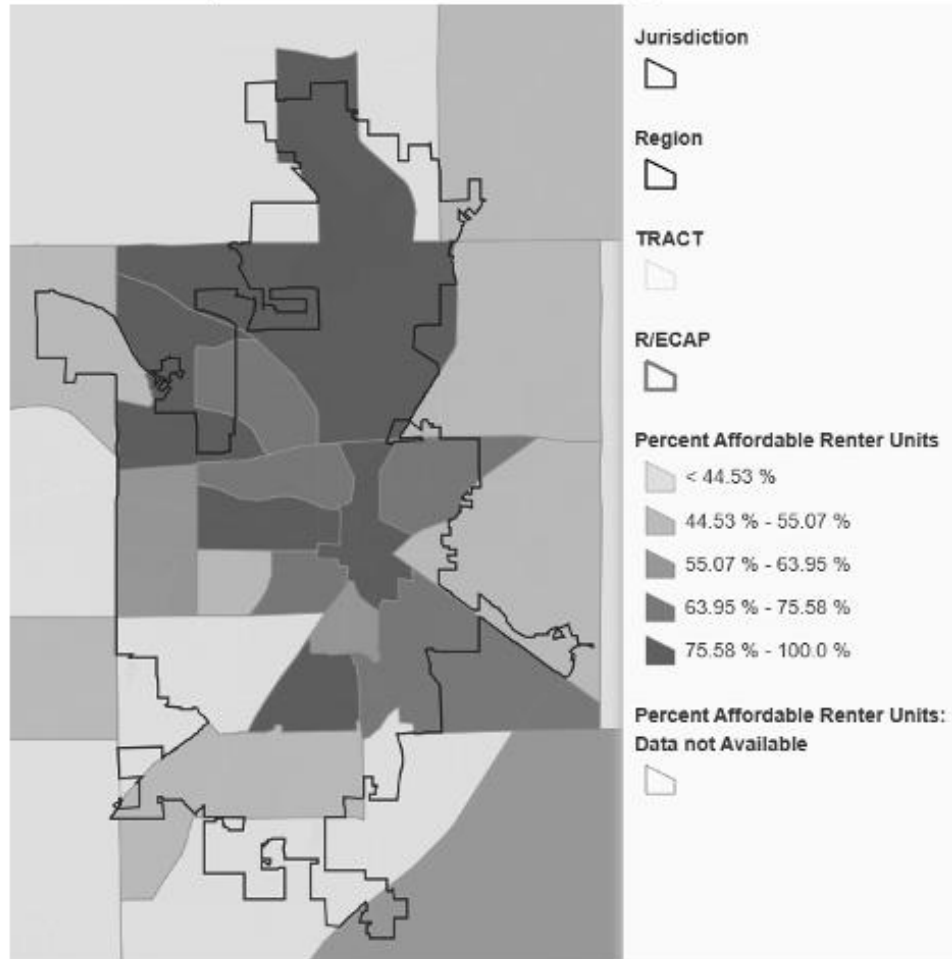 Jurisdiction
Region
TRACT
R/ECAP
Percent Affordable Renter Units
< 44.53 %
44.53 % - 55.07 %
55.07 % - 63.95 %
63.95 % - 75.58 %
75.58 % - 100.0 %
Percent Affordable Renter Units:
Data not Available